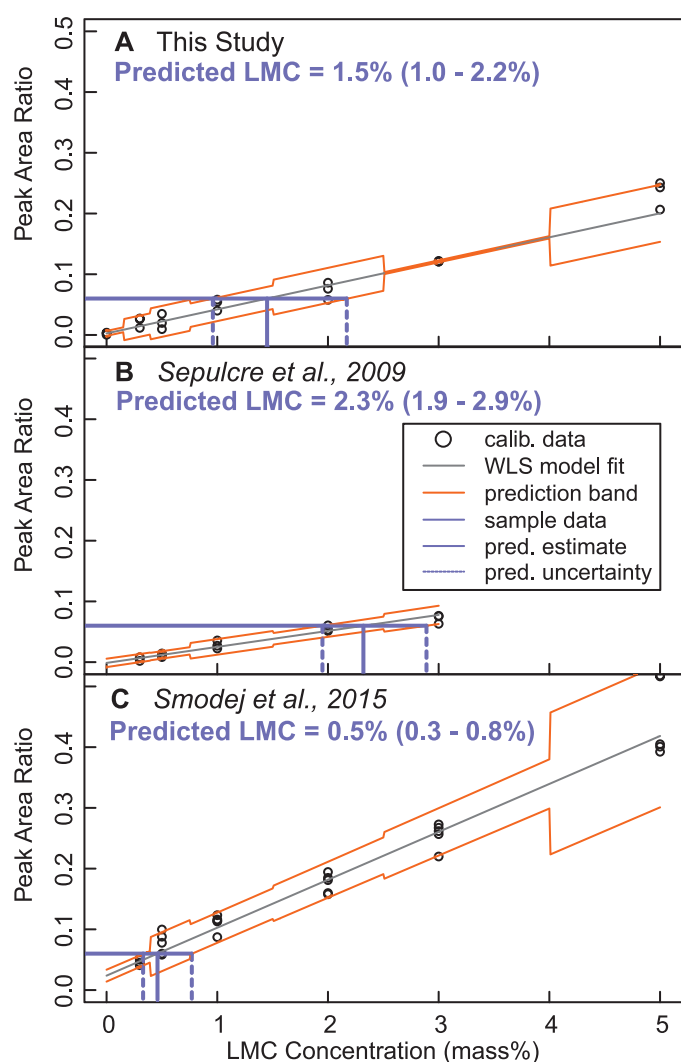 A This Study
Predicted LMC = 1.5% (1.0 - 2.2%)
Peak Area Ratio
0.0
0.1
0.2
0.3
0.4
0.5
B Sepulcre et al., 2009
Predicted LMC = 2.3% (1.9 - 2.9%)
calib. data
WLS model fit
prediction band
sample data
pred. estimate
pred. uncertainty
Peak Area Ratio
0.0
0.1
0.2
0.3
0.4
C Smodej et al., 2015
Predicted LMC = 0.5% (0.3 - 0.8%)
Peak Area Ratio
0.0
0.1
0.2
0.3
0.4
0 1 2 3 4 5
LMC Concentration (mass%)